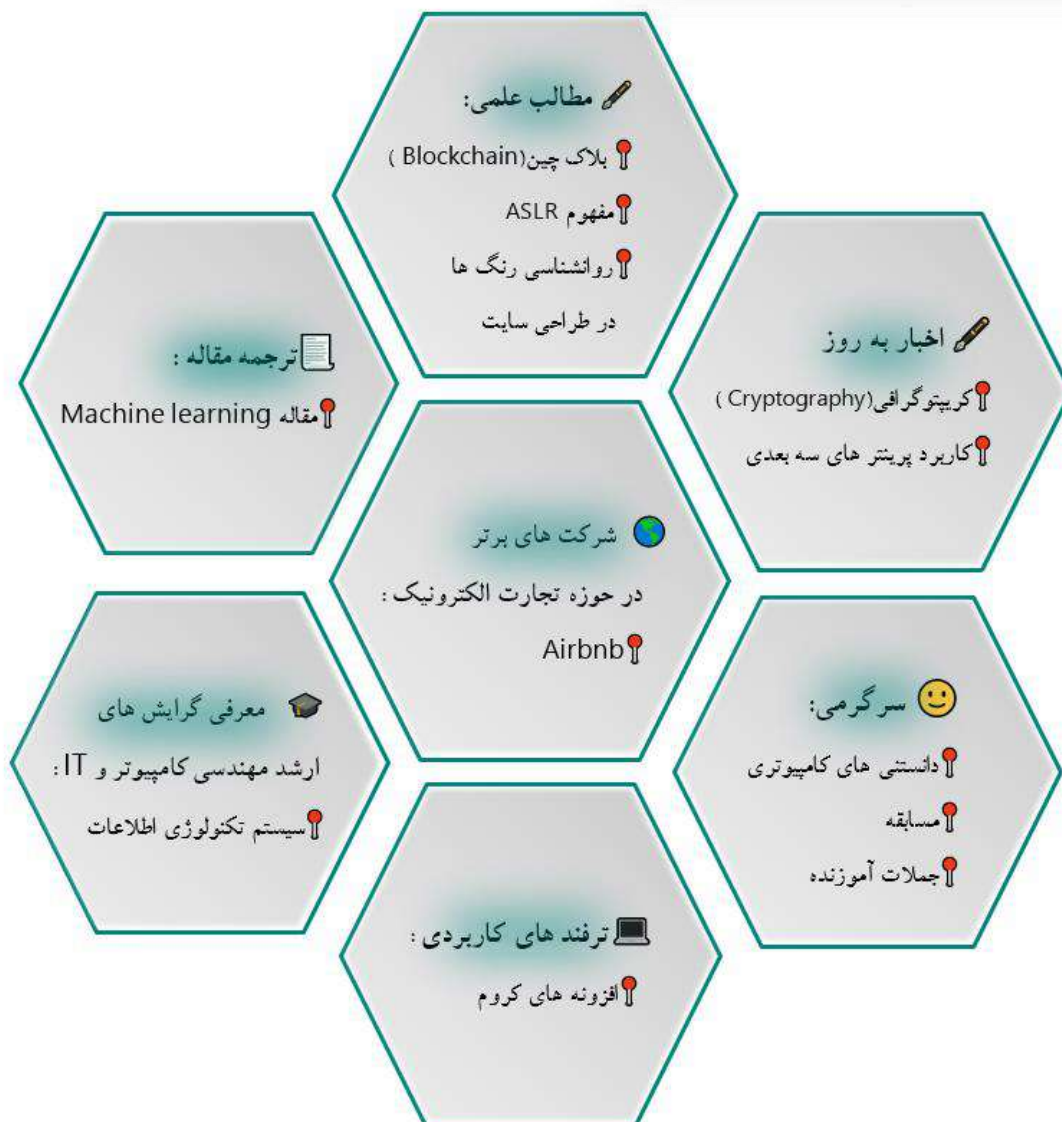 مطالب علمی:
بلاک چین(Blockchain )
مفهوم ASLR
روانشناسی رنگ ها
در طراحی سایت
اخبار به روز
کریپتوگرافی(Cryptography )
کاربرد پرینتر های سه بعدی
ترجمه مقاله :
مقاله Machine learning
شرکت های برتر
در حوزه تجارت الکترونیک :
Airbnb
سرگرمی:
دانستنی های کامپیوتری
مسابقه
جملات آموزنده
معرفی گرایش های
ارشد مهندسی کامپیوتر و IT :
سیستم تکنولوژی اطلاعات
ترفند های کاربردی :
افزونه های کروم